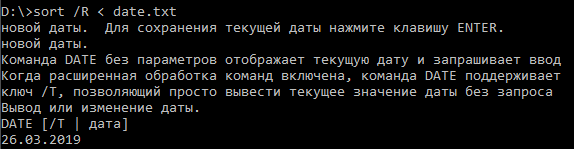 D:\>sort /R < date.txt
новой даты.  Для сохранения текущей даты нажмите клавишу ENTER.
новой даты.
Команда DATE без параметров отображает текущую дату и запрашивает ввод
Когда расширенная обработка команд включена, команда DATE поддерживает
ключ /T, позволяющий просто вывести текущее значение даты без запроса
Вывод или изменение даты.
DATE [/T | дата]
26.03.2019